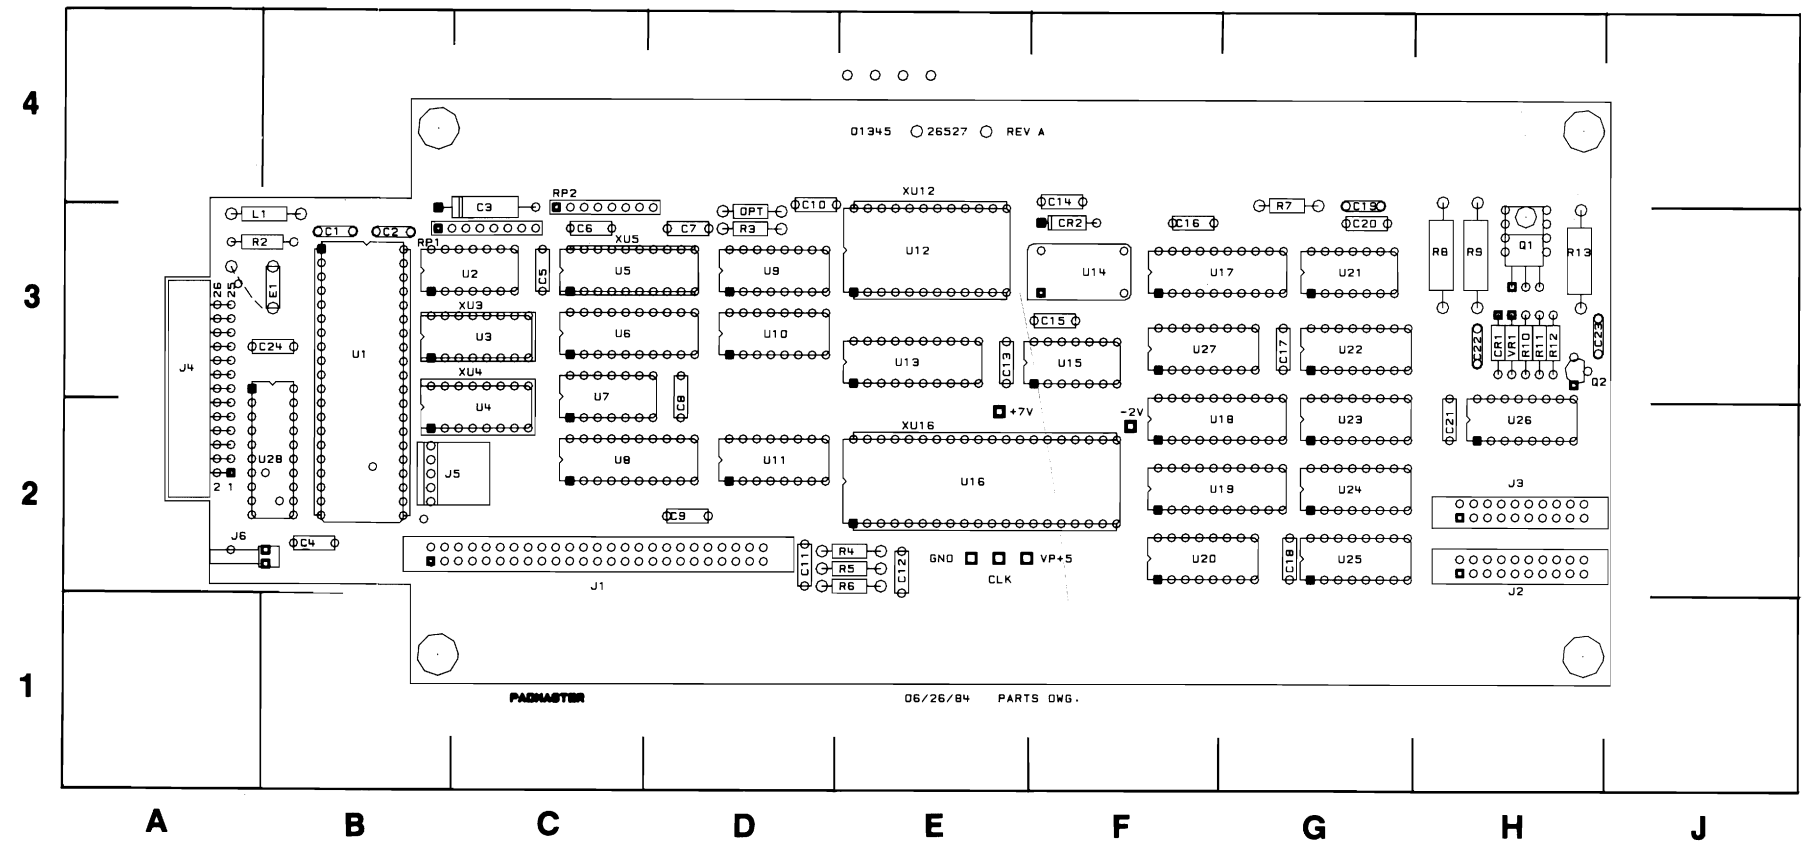 4
01345 26527 REV A
RP2 XU12
L1 C3 OPT C10 C14 R7 C19
C1 C2 C6 C7 R3 CR2 C16 C20
R2 RP1 XU5 U12 R8 R9 Q1 R13
U2 C5 U5 U9 U14 U17 U21
3
26 25 E1
XU3
C15
U3 U6 U10
C24 U1 U13 C13 U15 U27 C17 U22 C22 CR1 VR1 R10 R11 R12 C23
J4
XU4 Q2
U4 U7 C8 +7V -2V U18 U23 C21 U26
XU16
U28 J5 U8 U11 U16 U19 U24 J3
2 1
2
C9
J6 C4 C11 R4 C12 GND VP+5 U20 C18 U25
R5 CLK
J1 R6 J2
1
PADMASTER 06/26/84 PARTS DWG.
A B C D E F G H J